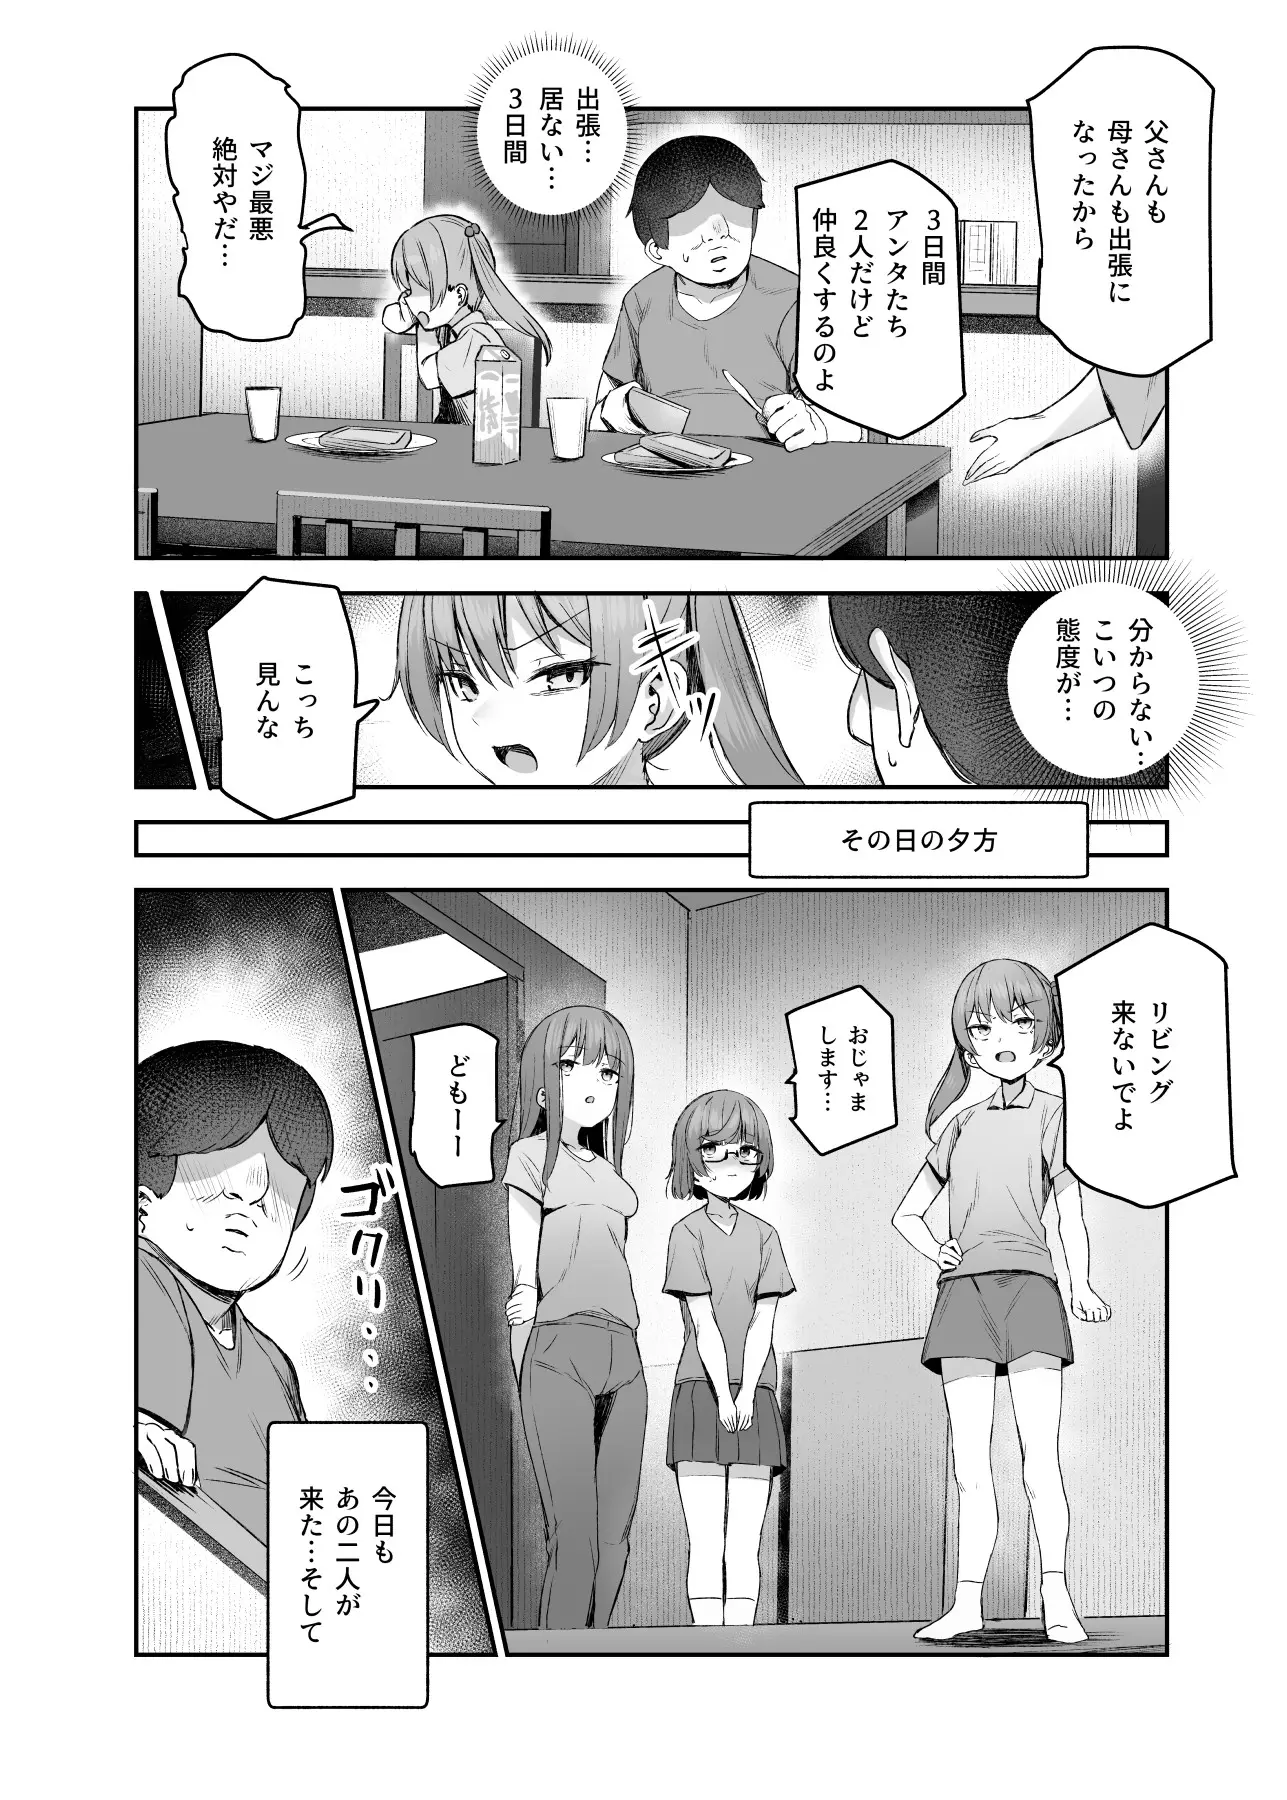 父さんも
母さんも出張に
なったから
3日間
アンタたち
2人だけど
仲良くするのよ
出張…
居ない…
3日間
マジ最悪
絶対やだ…
分からない…
こいつの
態度が…
じろっ
こっち
見んな
その日の夕方
リビング
来ないでよ
おじゃま
します…
どもーー
ゴクリ・・・
今日も
あの二人が
来た…そして